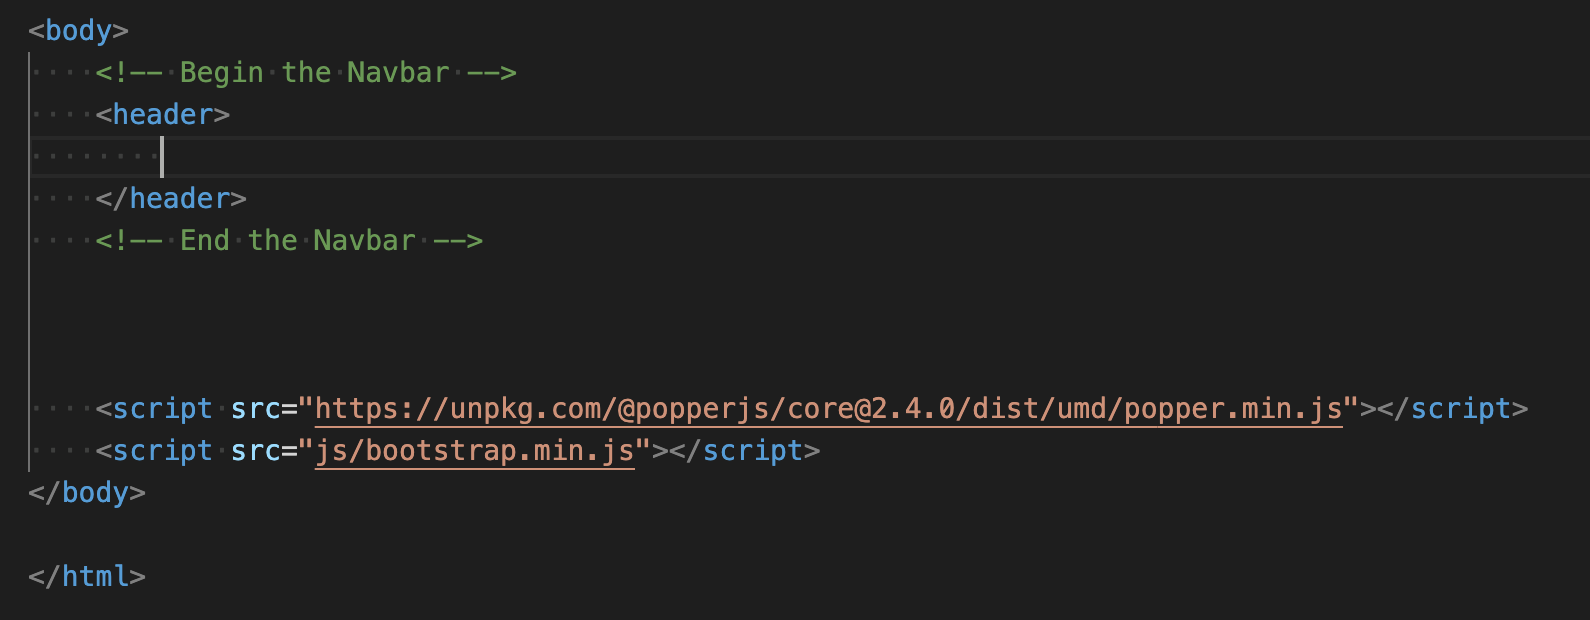 <body>
<!-- Begin the Navbar -->
<header>
</header>
<!-- End the Navbar -->
<script src="https://unpkg.com/@popperjs/core@2.4.0/dist/umd/popper.min.js"></script>
<script src="js/bootstrap.min.js"></script>
</body>
</html>